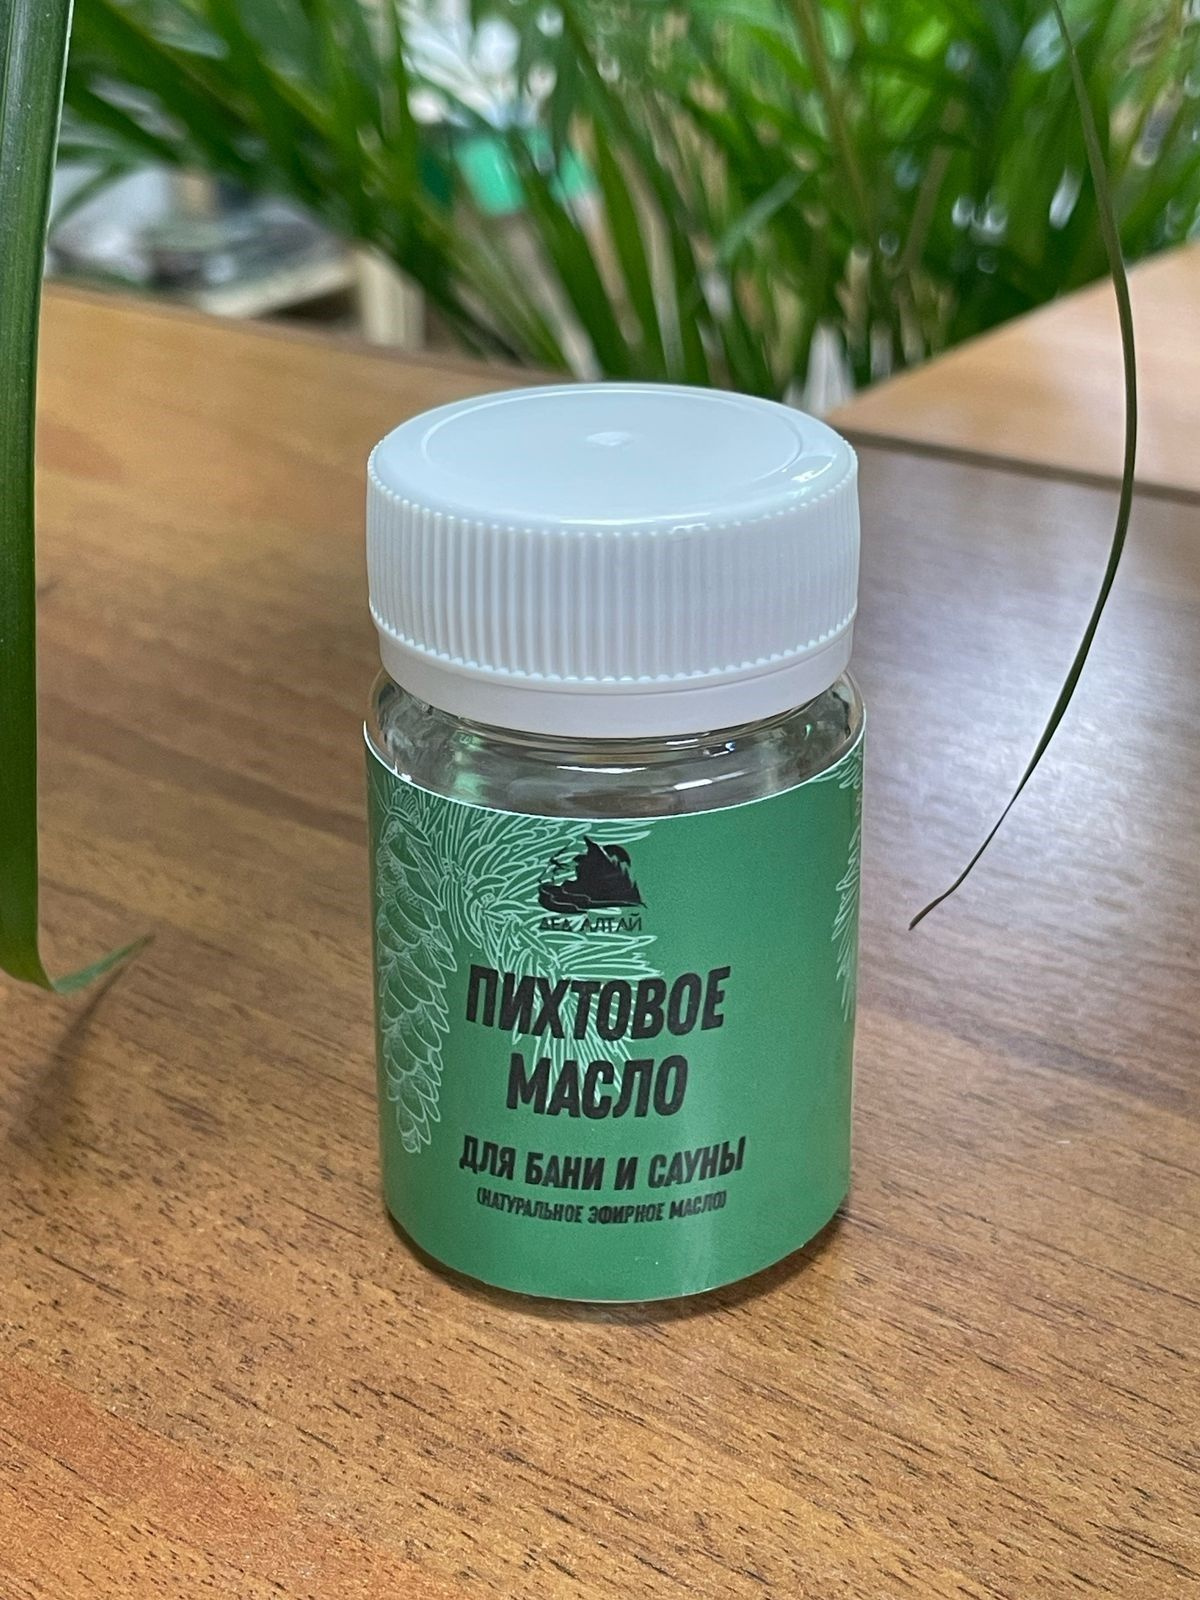 ДЕД АЛТАЙ
ПИХТОВОЕ
МАСЛО
ДЛЯ БАНИ И САУНЫ
(НАТУРАЛЬНОЕ ЭФИРНОЕ МАСЛО)